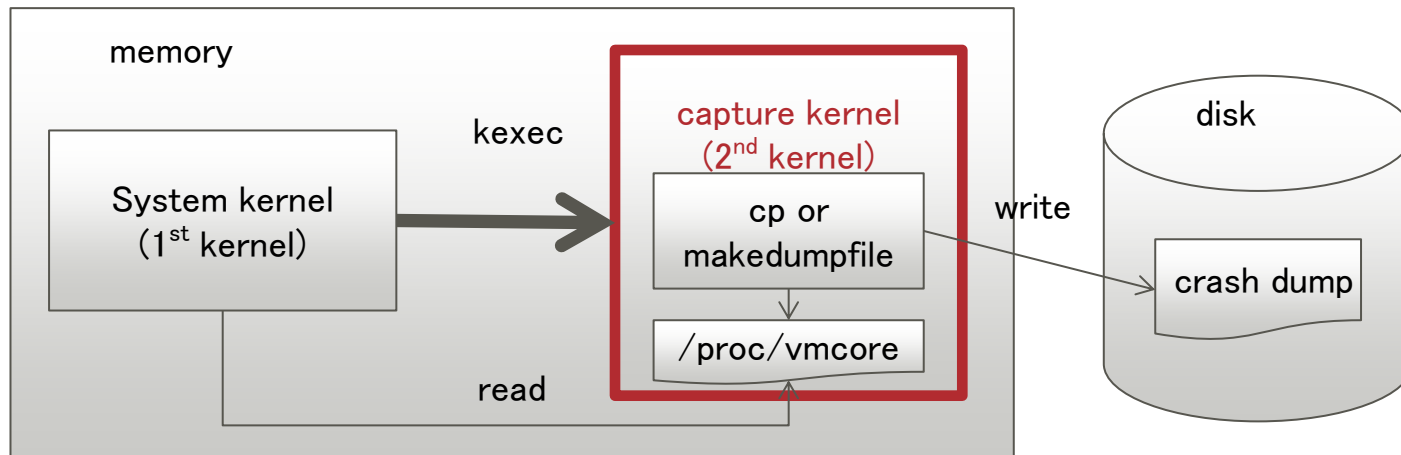 memory
System kernel
(1st kernel)
kexec
capture kernel
(2nd kernel)
cp or
makedumpfile
/proc/vmcore
read
write
disk
crash dump